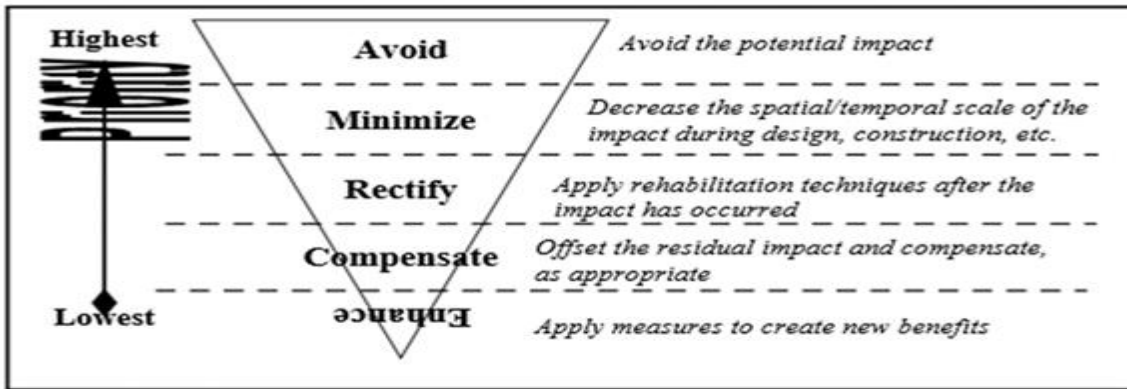 Highest
Avoid
Avoid the potential impact
Minimize
Decrease the spatial/temporal scale of the
impact during design, construction, etc.
Rectify
Apply rehabilitation techniques after the
impact has occurred
Compensate
Offset the residual impact and compensate,
as appropriate
Lowest
Enhance
Apply measures to create new benefits